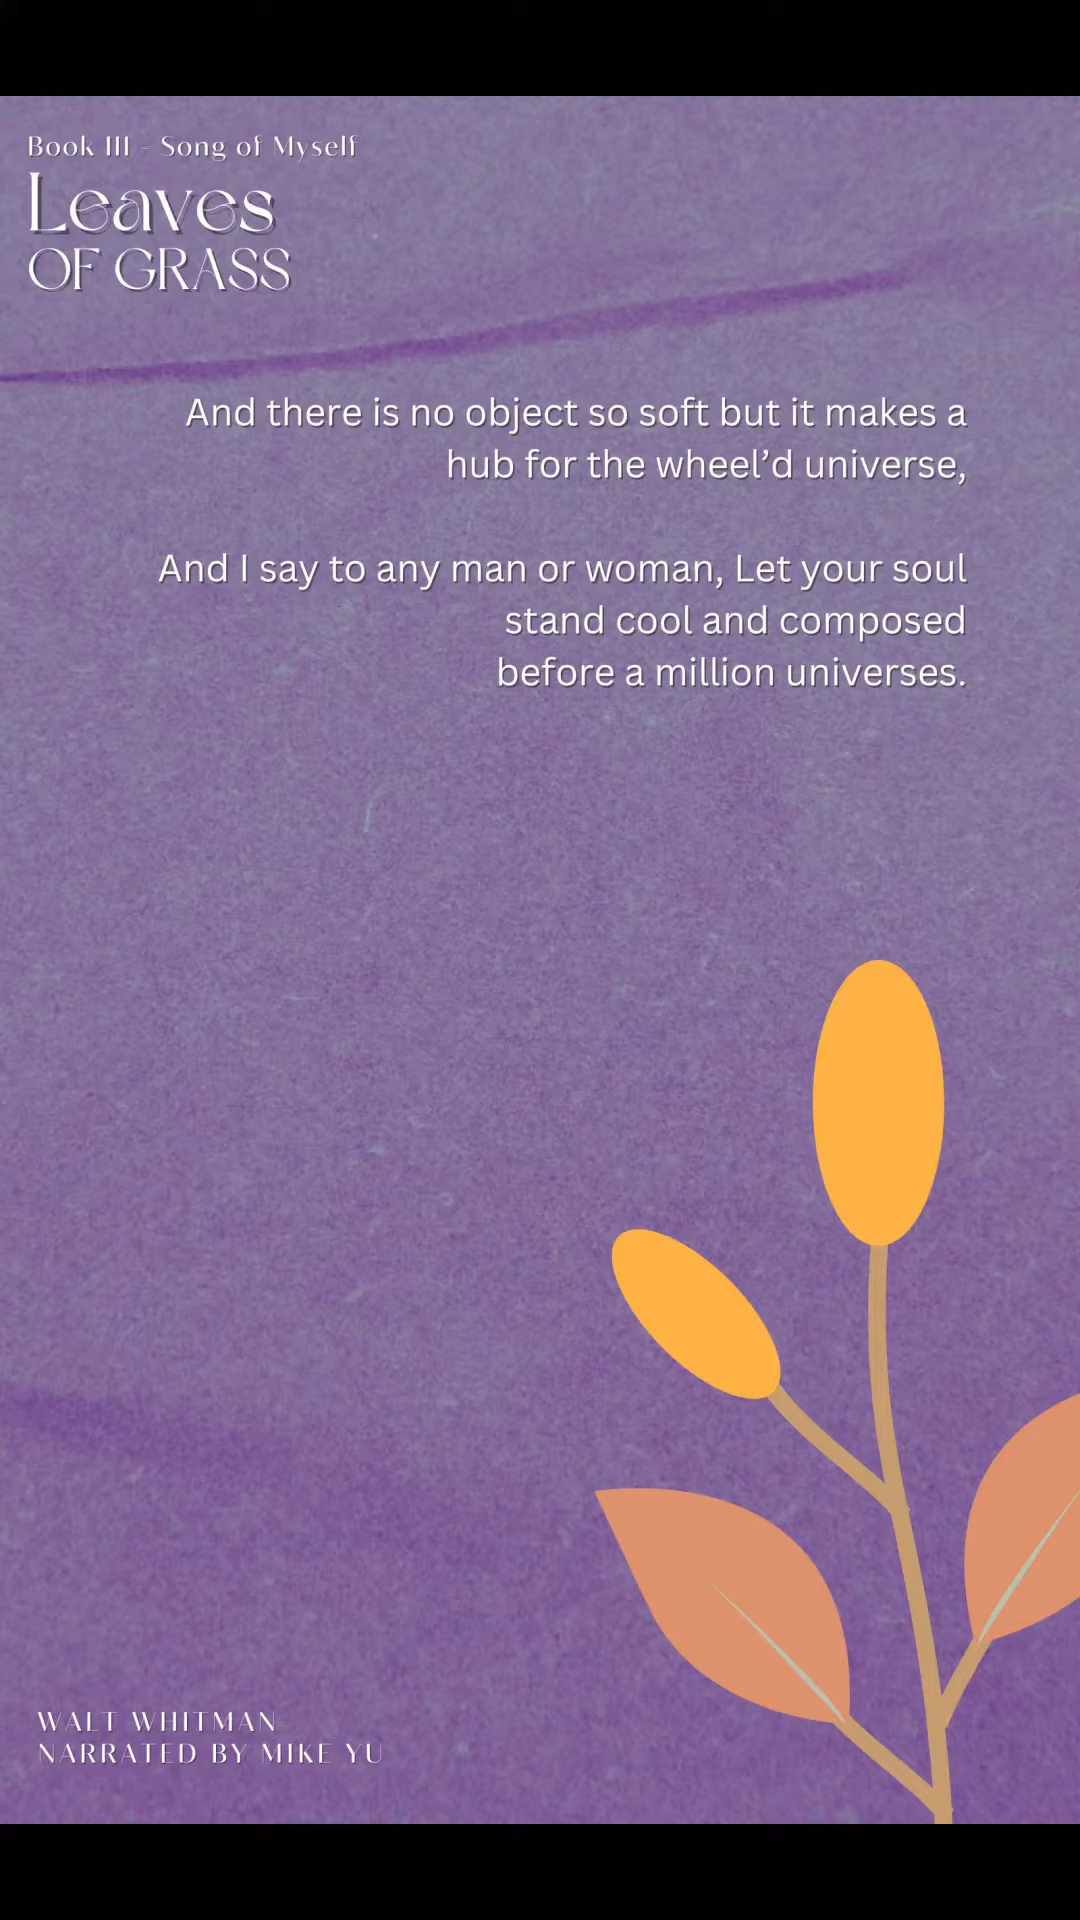 Book III - Song of Myself
Leaves
OF GRASS
And there is no object so soft but it makes a
hub for the wheel’d universe,
And I say to any man or woman, Let your soul
stand cool and composed
before a million universes.
WALT WHITMAN
NARRATED BY MIKE YU